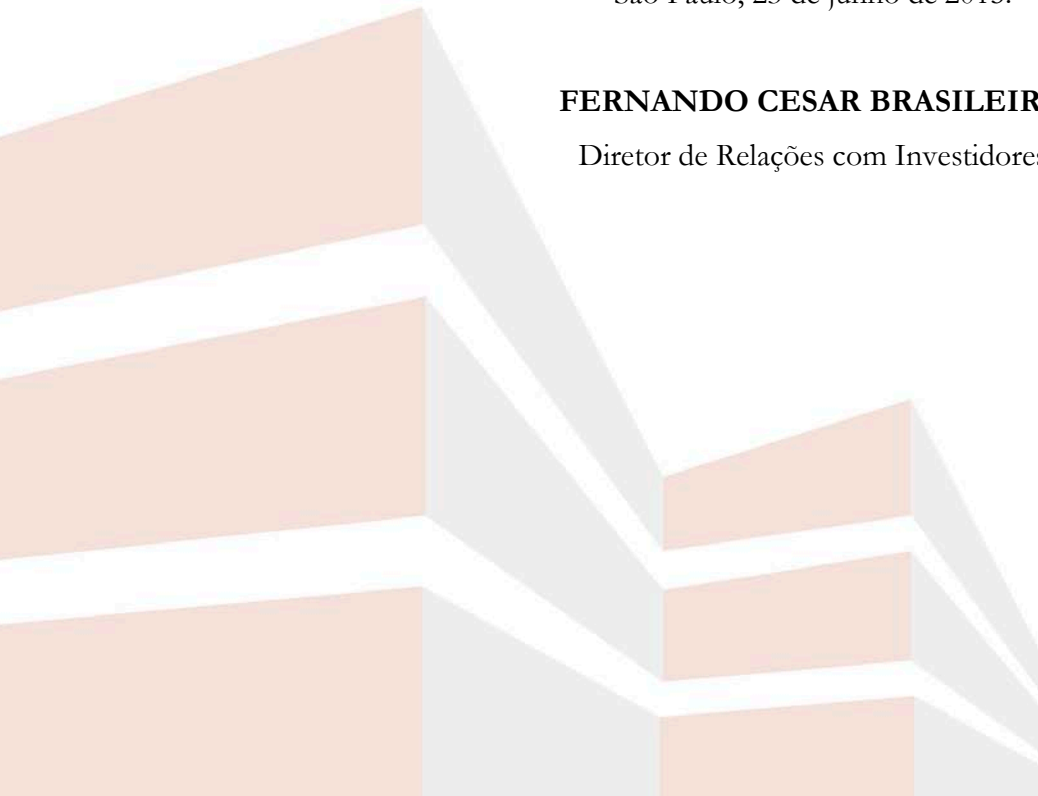 São Paulo, de junho de
FERNANDO CESAR BRASILEIR
Diretor de Relações com Investidores